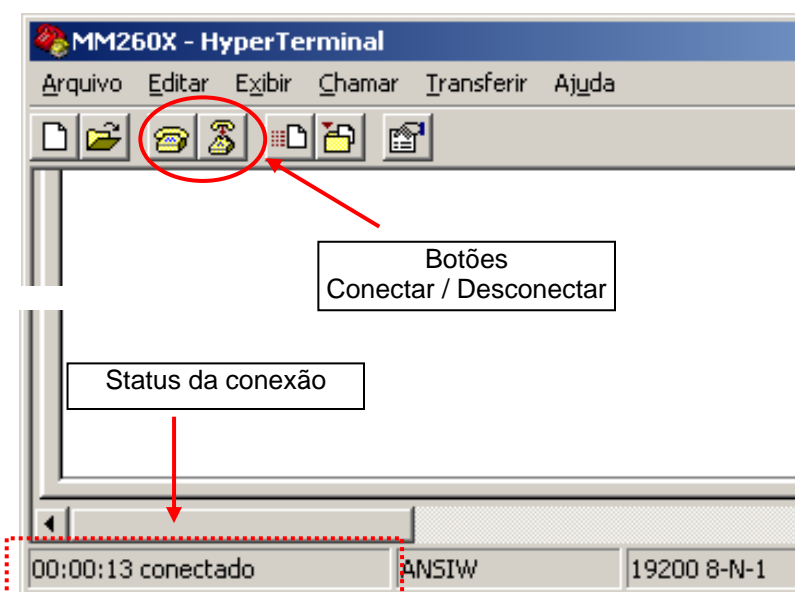 MM260X - HyperTerminal
Arquivo Editar Exibir Chamar Transferir Ajuda
Botões
Conectar / Desconectar
Status da conexão
00:00:13 conectado ANSIW 19200 8-N-1